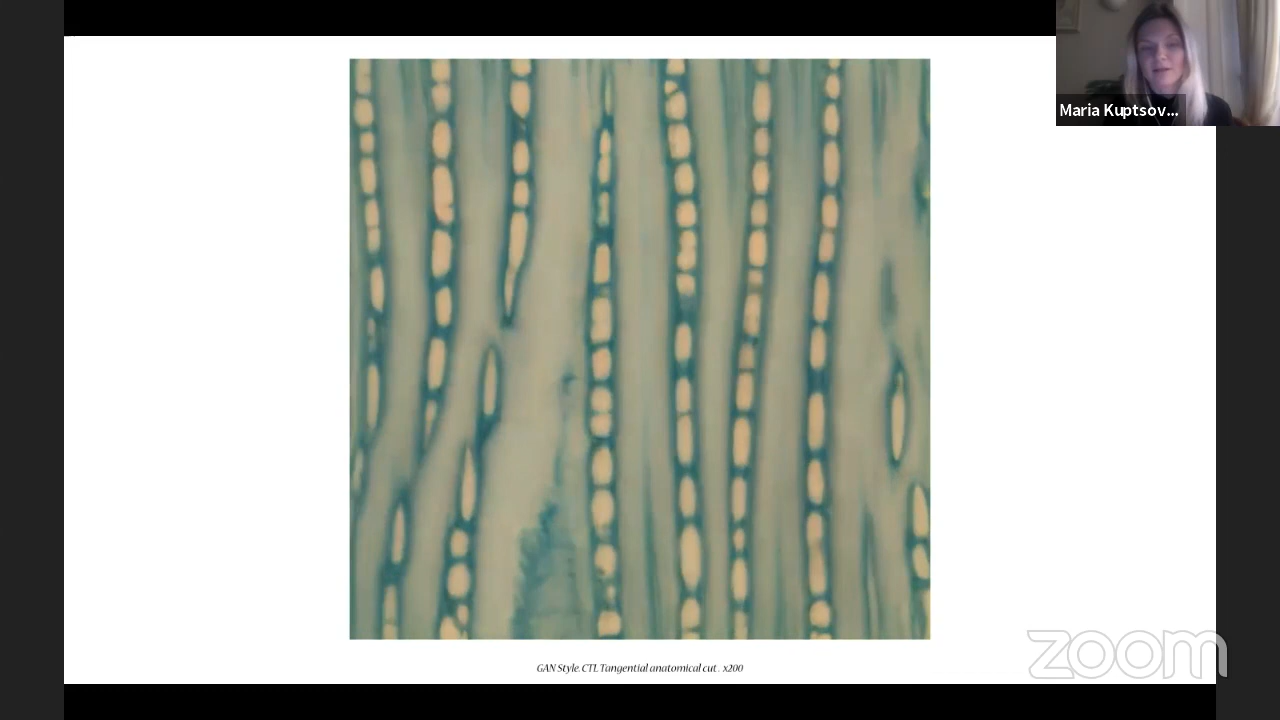 Maria Kuptsov...
GAN Style. CTL Tangential anatomical cut . x200
zoom